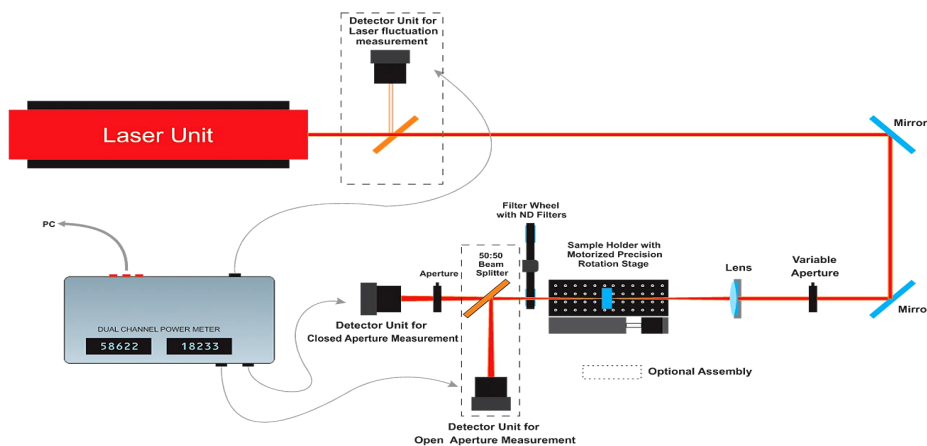 Detector Unit for
Laser fluctuation
measurement
Laser Unit
Mirror
PC
Filter Wheel
with ND Filters
50:50
Beam
Splitter
Sample Holder with
Motorized Precision
Rotation Stage
Lens
Variable
Aperture
Aperture
Mirro
Detector Unit for
Closed Aperture Measurement
DUAL CHANNEL POWER METER
58622 18233
Optional Assembly
Detector Unit for
Open Aperture Measurement